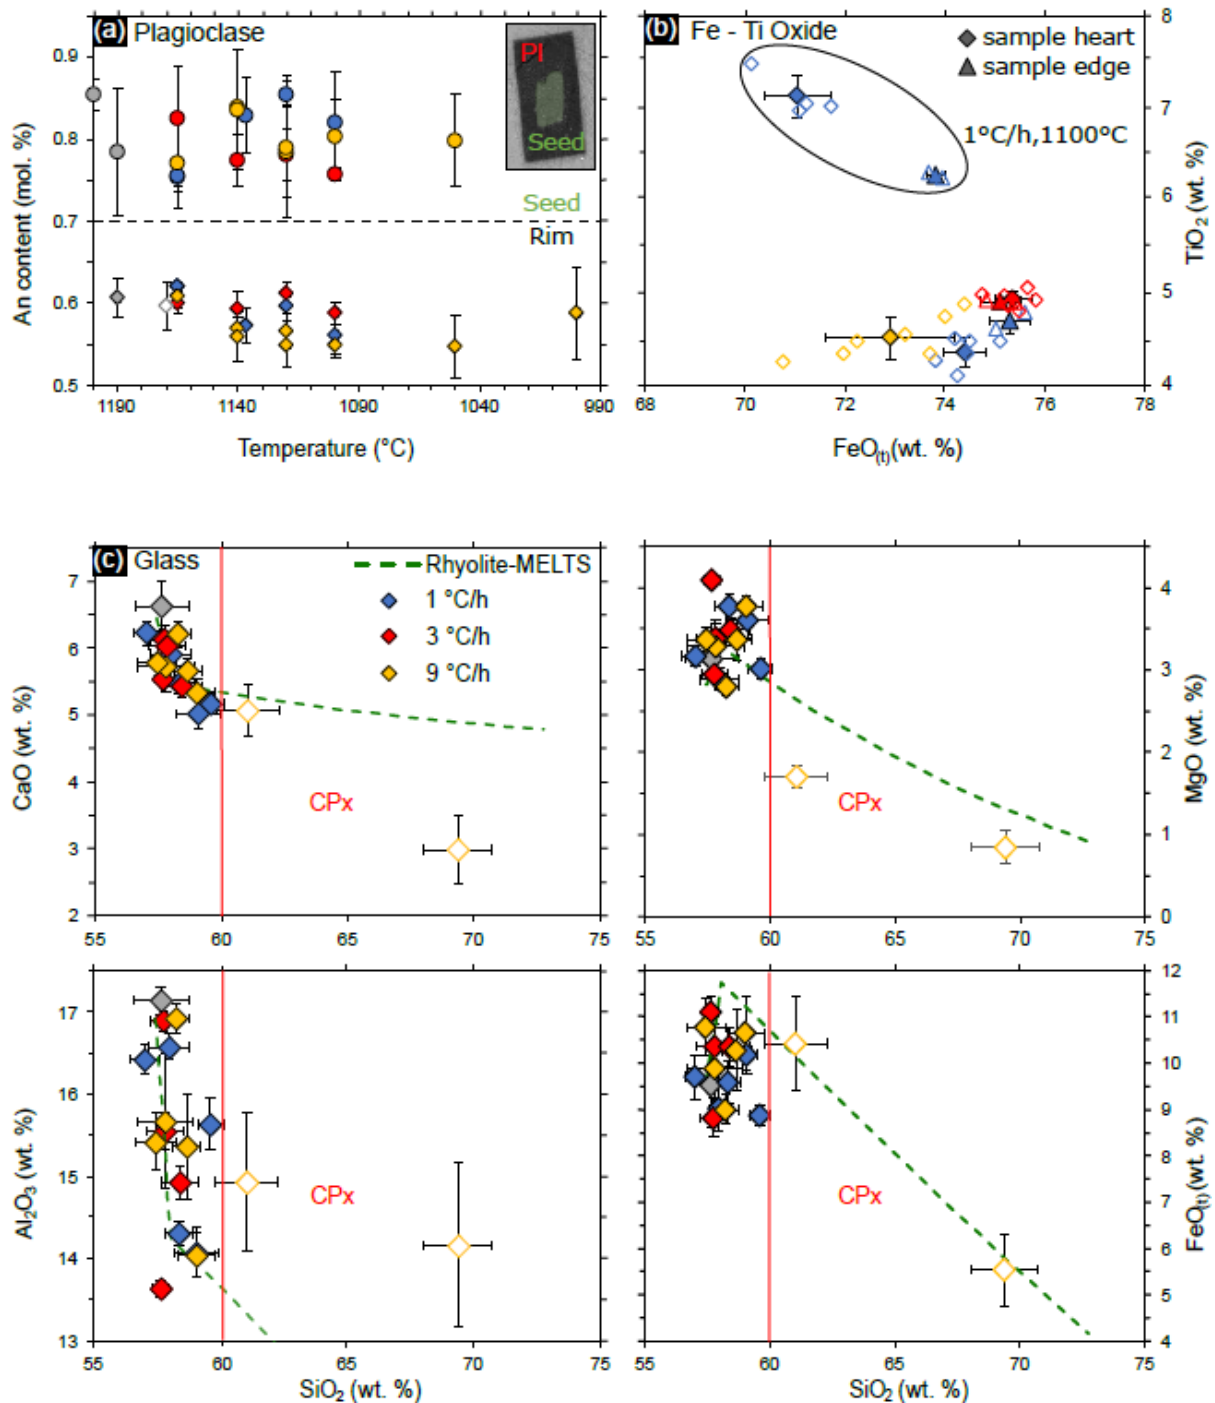 (a) Plagioclase
Pl
Seed
Seed
Rim
0.9
0.8
0.7
0.6
0.5
An content (mol. %)
1190 1140 1090 1040 990
Temperature (°C)
(b) Fe - Ti Oxide
sample heart
sample edge
1°C/h,1100°C
8
7
6
5
4
TiO₂ (wt. %)
68 70 72 74 76 78
FeO₍t₎(wt. %)
(c) Glass
Rhyolite-MELTS
1 °C/h
3 °C/h
9 °C/h
CPx
7
6
5
4
3
2
CaO (wt. %)
55 60 65 70 75
CPx
4
3
2
1
0
MgO (wt. %)
55 60 65 70 75
CPx
17
16
15
14
13
Al₂O₃ (wt. %)
55 60 65 70 75
SiO₂ (wt. %)
CPx
12
11
10
9
8
7
6
5
4
FeO₍t₎ (wt. %)
55 60 65 70 75
SiO₂ (wt. %)